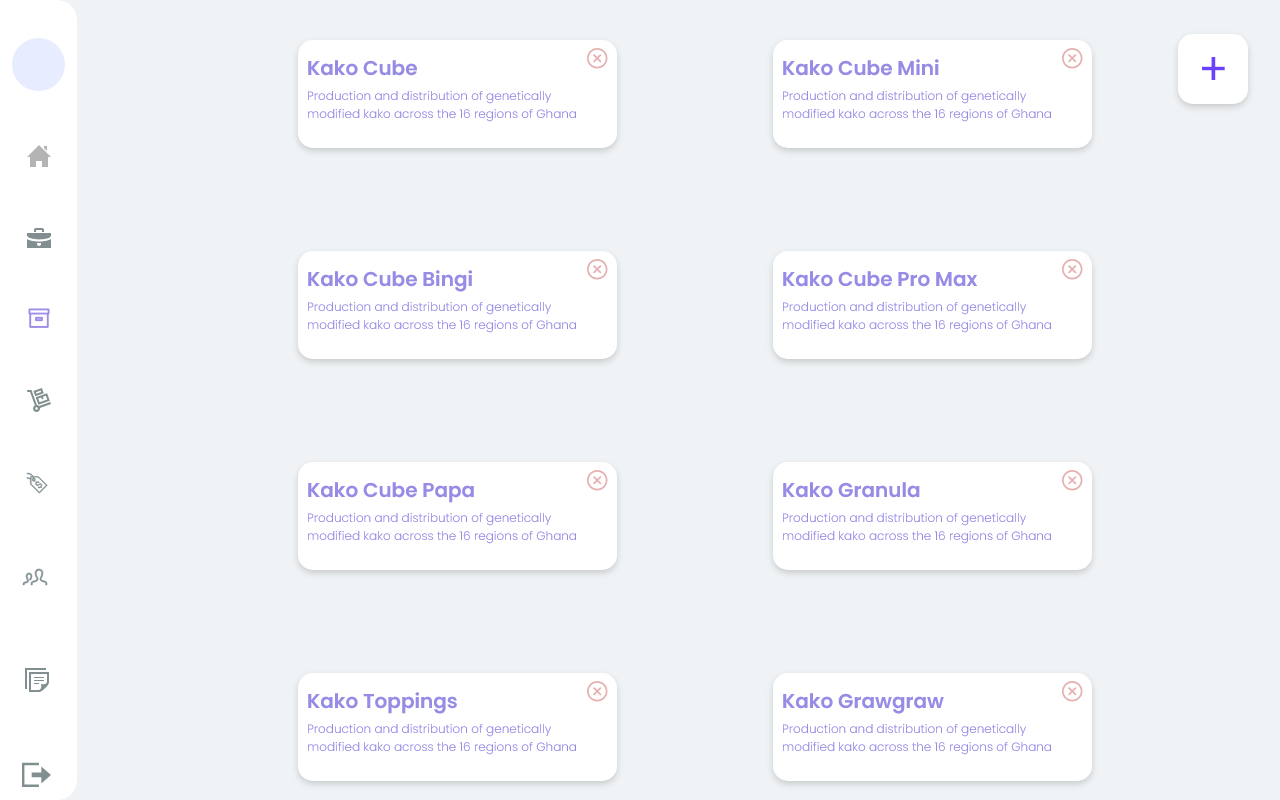 Kako Cube
Production and distribution of genetically
modified kako across the 16 regions of Ghana
Kako Cube Mini
Production and distribution of genetically
modified kako across the 16 regions of Ghana
Kako Cube Bingi
Production and distribution of genetically
modified kako across the 16 regions of Ghana
Kako Cube Pro Max
Production and distribution of genetically
modified kako across the 16 regions of Ghana
Kako Cube Papa
Production and distribution of genetically
modified kako across the 16 regions of Ghana
Kako Granula
Production and distribution of genetically
modified kako across the 16 regions of Ghana
Kako Toppings
Production and distribution of genetically
modified kako across the 16 regions of Ghana
Kako Grawgraw
Production and distribution of genetically
modified kako across the 16 regions of Ghana